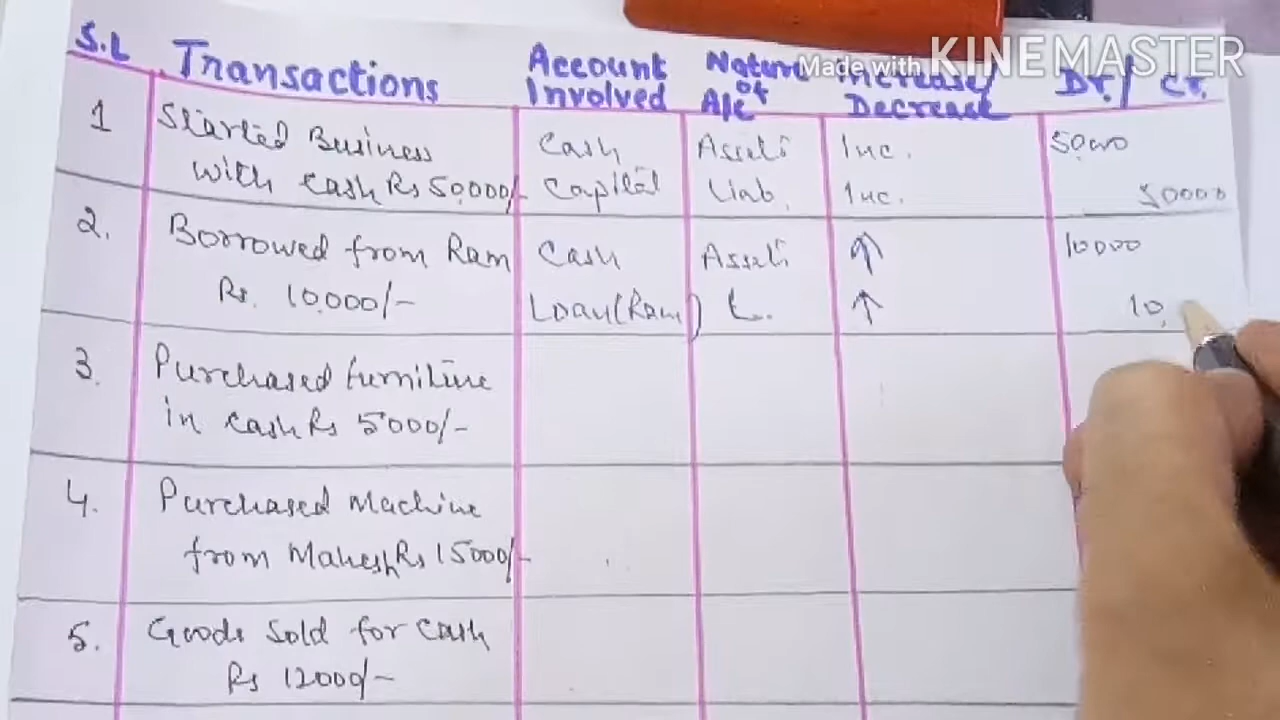 Made with KINEMASTER
S.L Transactions Account Involved Nature of A/c Increase/ Decrease Dr./ Cr.
1 Started Business Cash Assets Inc. 50,000
with cash Rs 50,000/- Capital Liab. Inc. 50000
2. Borrowed from Ram Cash Assets ↑ 10000
Rs. 10,000/- Loan (Ram) L. ↑ 10,
3. Purchased furniture
in cash Rs 5000/-
4. Purchased Machine
from Mahesh Rs 15000/-
5. Goods Sold for cash
Rs 12000/-